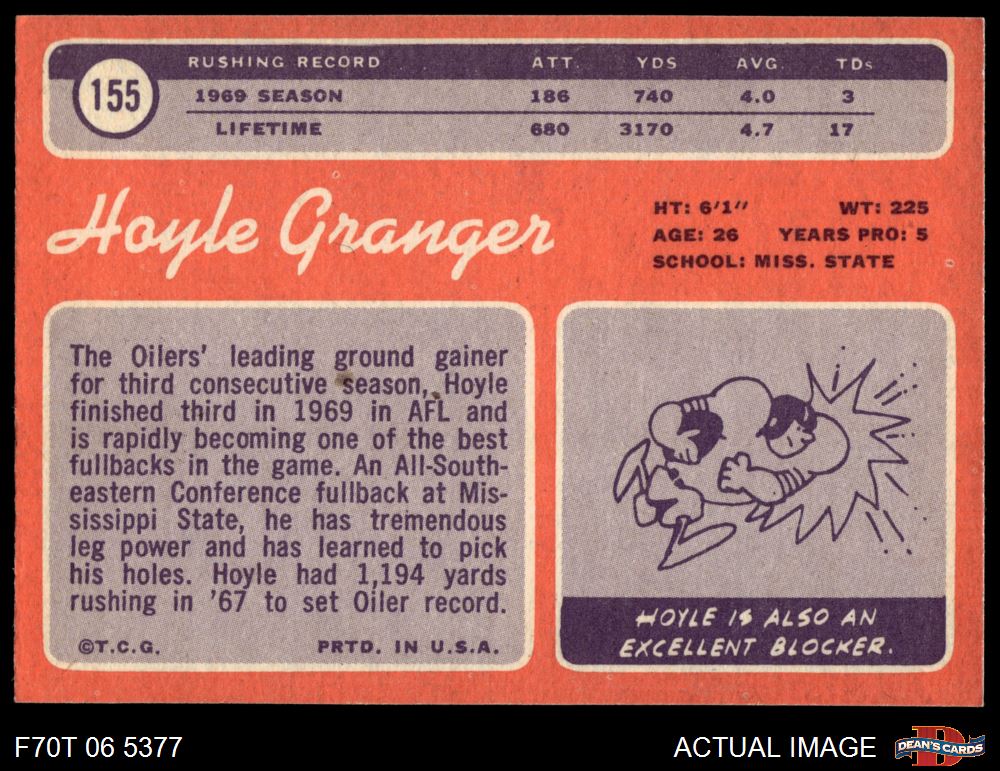 RUSHING RECORD ATT. YDS AVG. TDs
155
1969 SEASON 186 740 4.0 3
LIFETIME 680 3170 4.7 17
Hoyle Granger
HT: 6'1" WT: 225
AGE: 26 YEARS PRO: 5
SCHOOL: MISS. STATE
The Oilers' leading ground gainer
for third consecutive season, Hoyle
finished third in 1969 in AFL and
is rapidly becoming one of the best
fullbacks in the game. An All-South-
eastern Conference fullback at Mis-
sissippi State, he has tremendous
leg power and has learned to pick
his holes. Hoyle had 1,194 yards
rushing in '67 to set Oiler record.
©T.C.G. PRTD. IN U.S.A.
HOYLE IS ALSO AN
EXCELLENT BLOCKER.
F70T 06 5377
ACTUAL IMAGE
D
DEAN'S CARDS